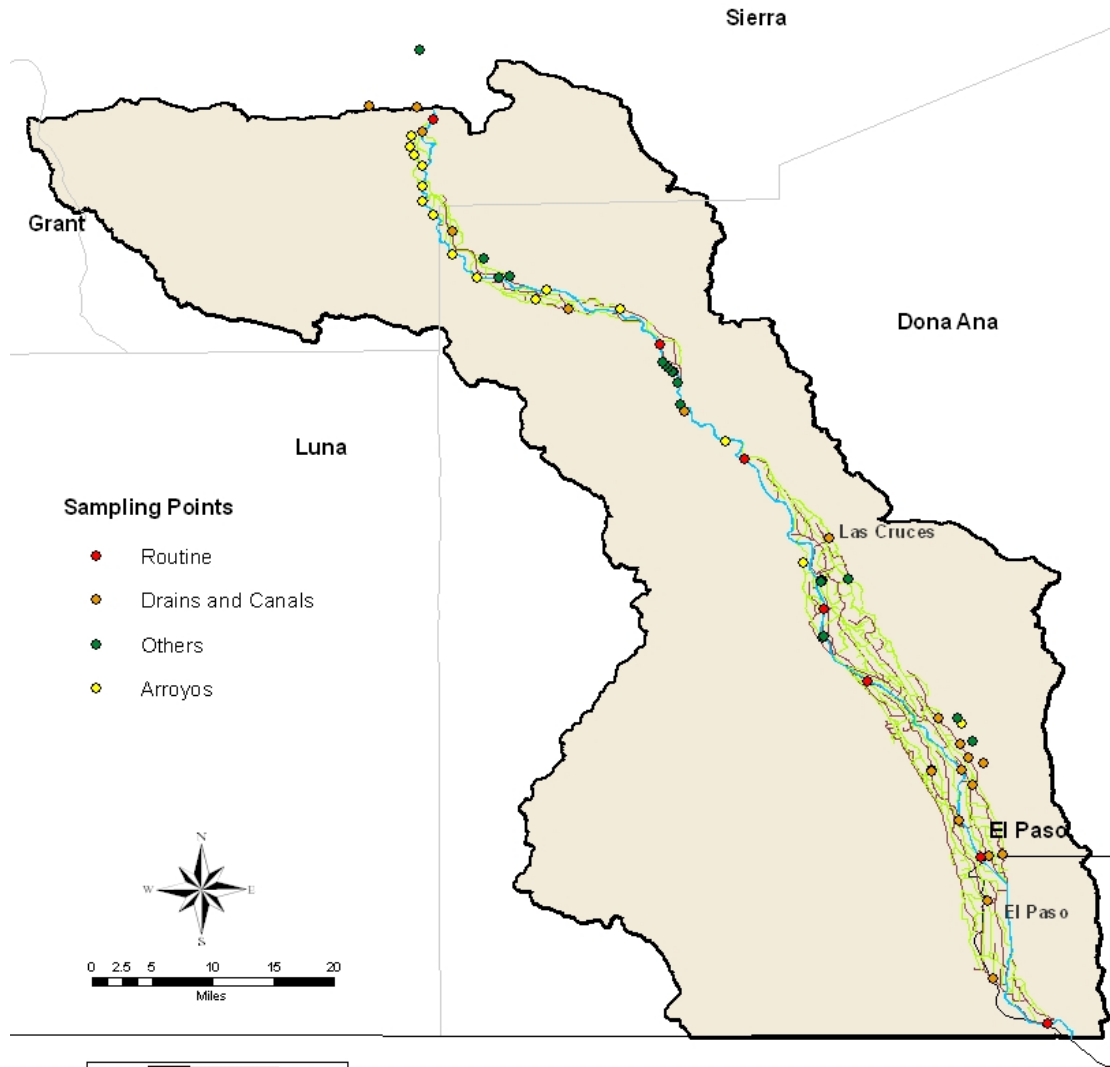 Sierra
Grant
Dona Ana
Luna
Sampling Points
Routine
Drains and Canals
Others
Arroyos
Las Cruces
El Paso
El Paso
N
W E
S
0 2.5 5 10 15 20
Miles